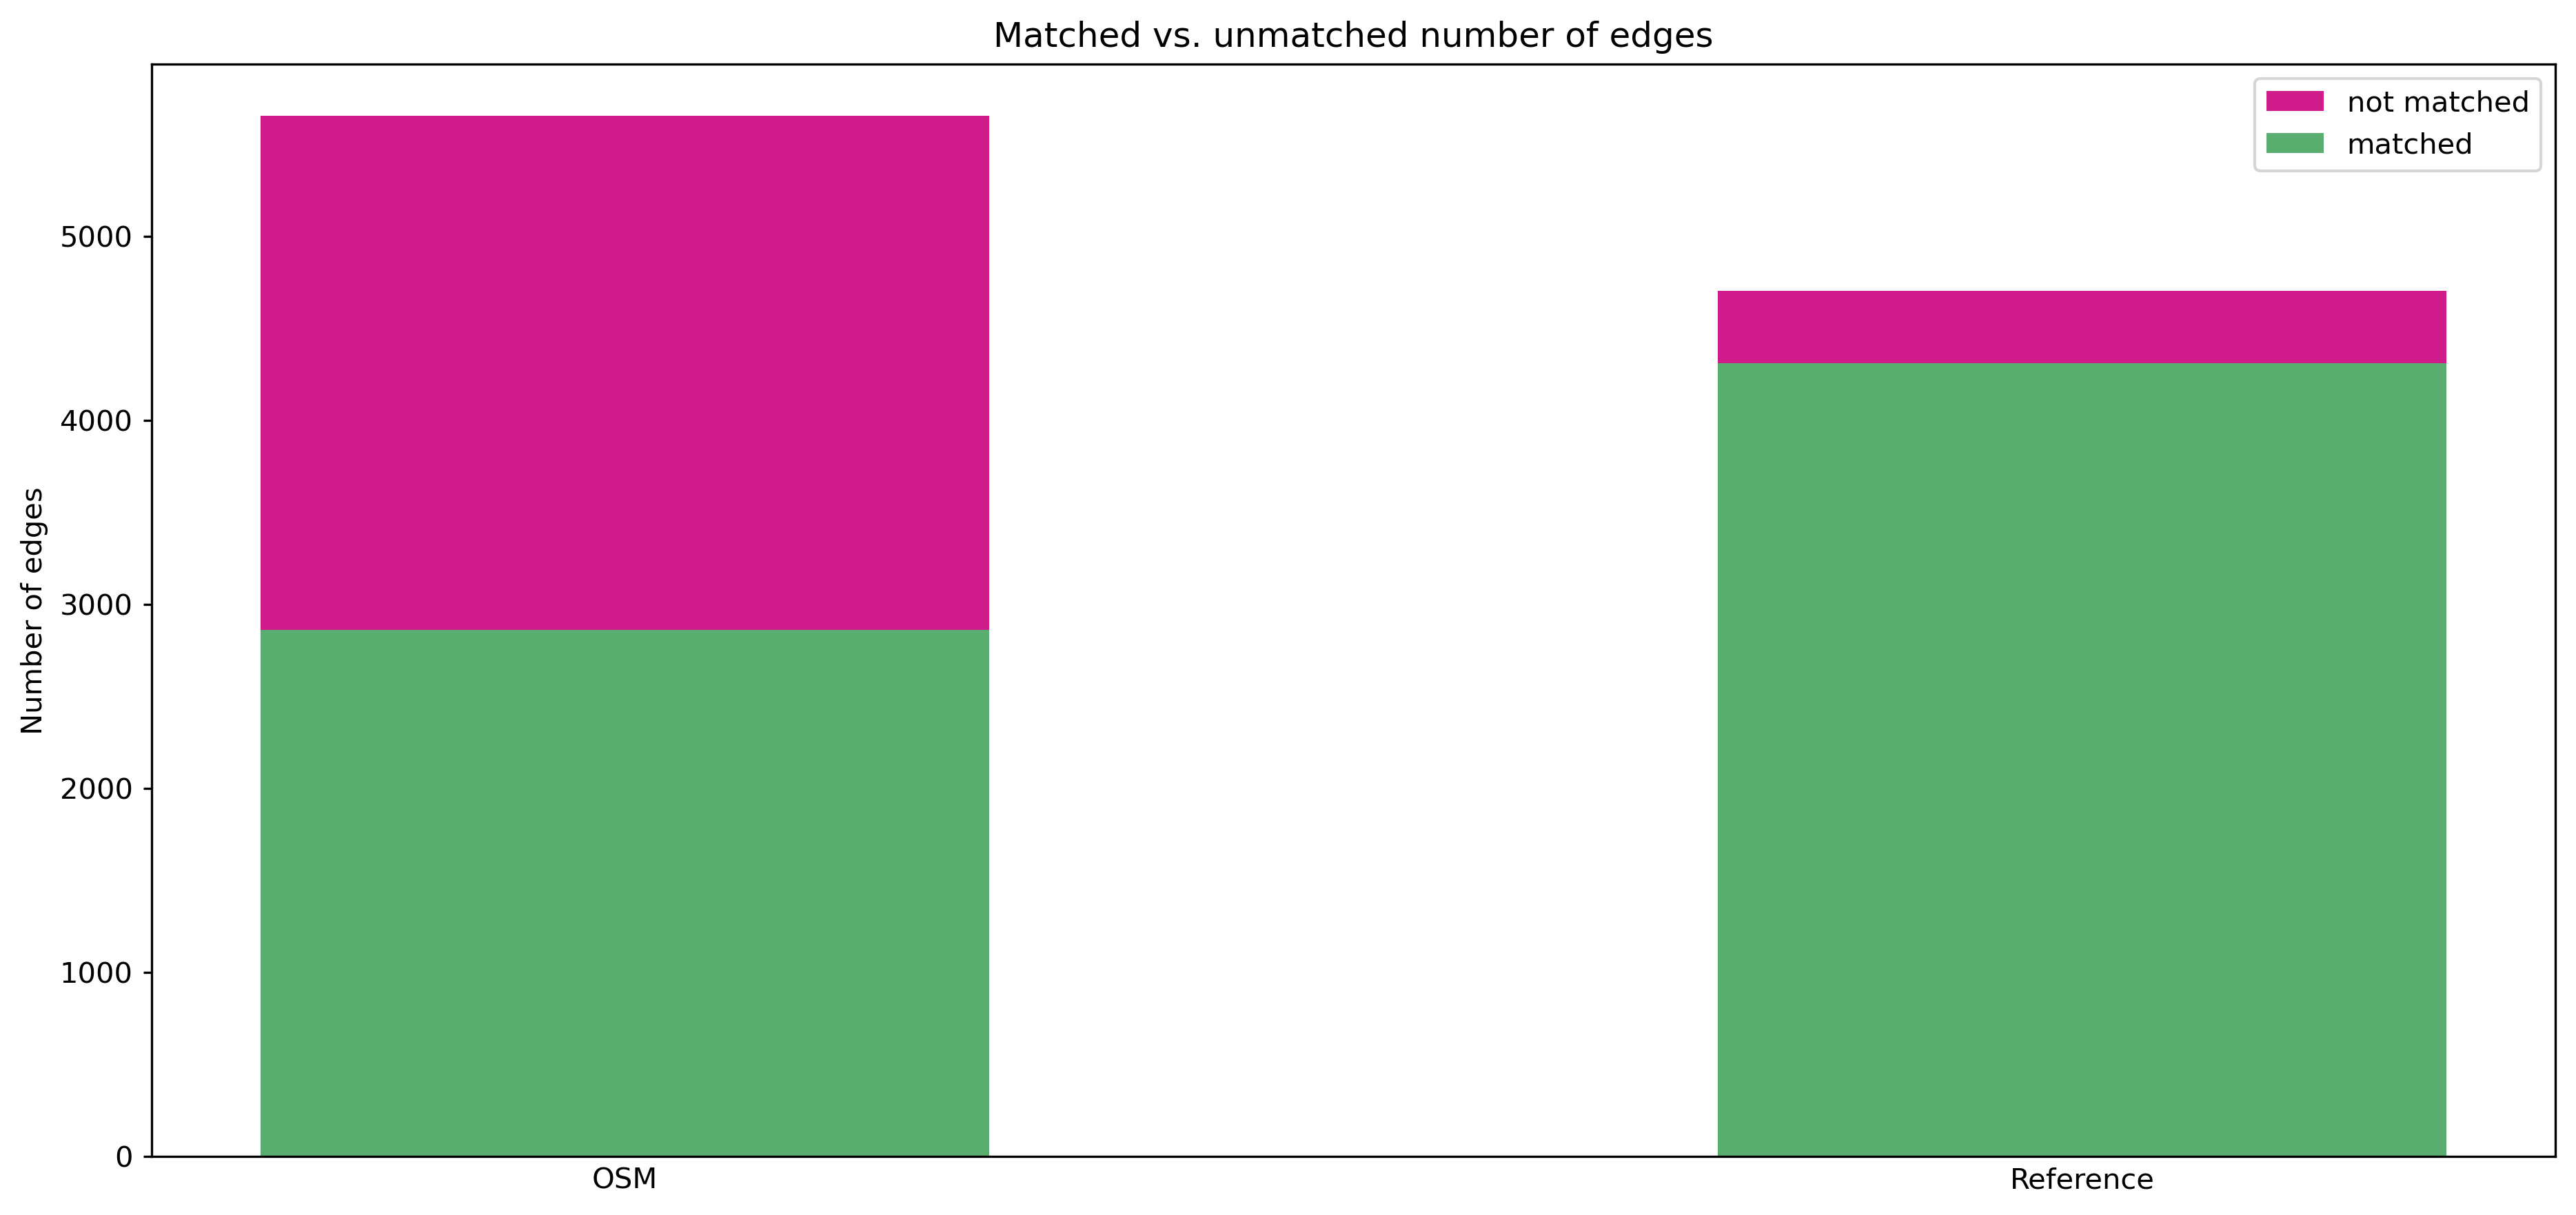 Matched vs. unmatched number of edges
not matched
matched
Number of edges
5000
4000
3000
2000
1000
0
OSM
Reference